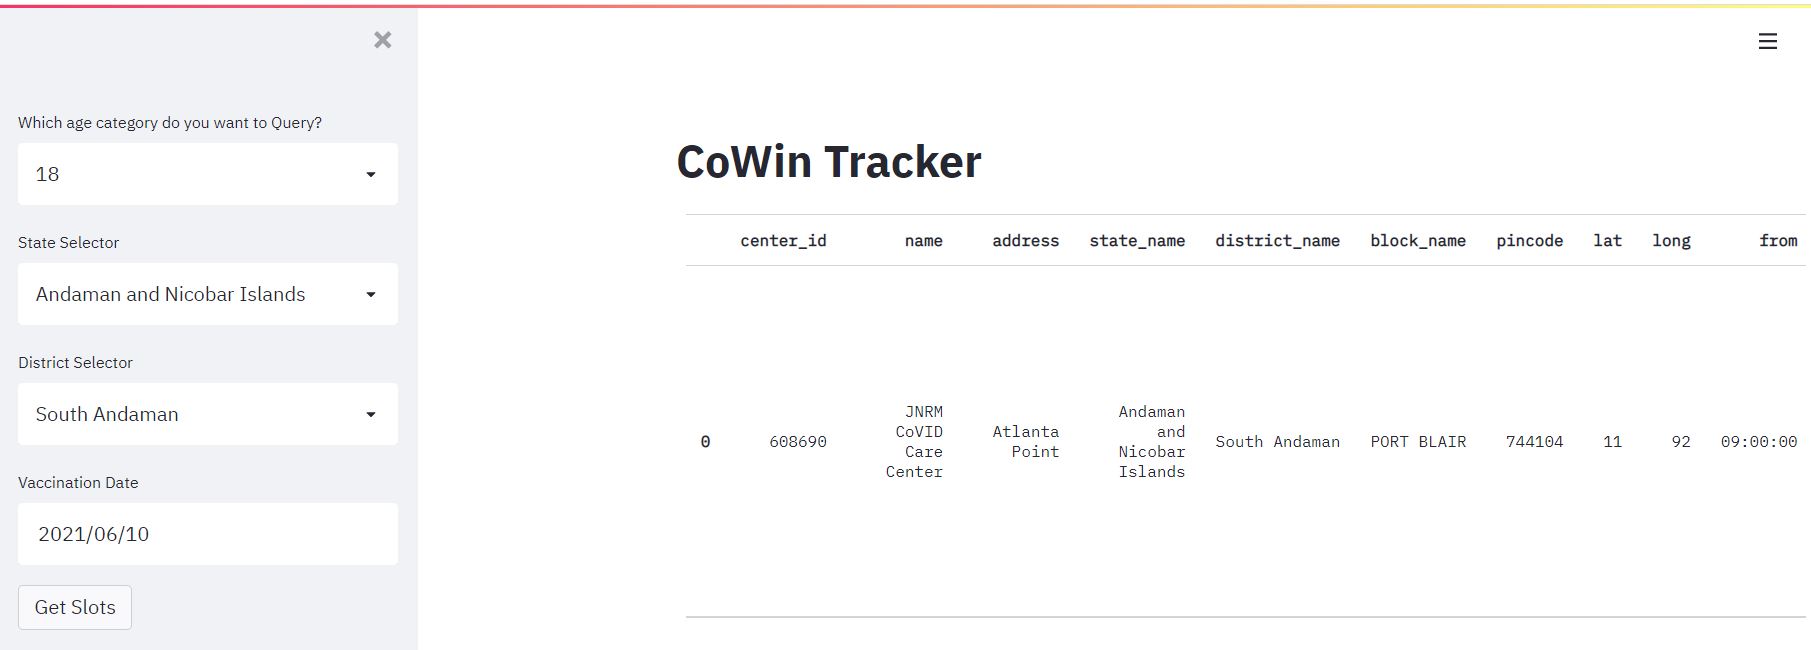 Which age category do you want to Query?
18
State Selector
Andaman and Nicobar Islands
District Selector
South Andaman
Vaccination Date
2021/06/10
Get Slots
CoWin Tracker
center_id name address state_name district_name block_name pincode lat long from
0 608690 JNRM CoVID Care Center Atlanta Point Andaman and Nicobar Islands South Andaman PORT BLAIR 744104 11 92 09:00:00